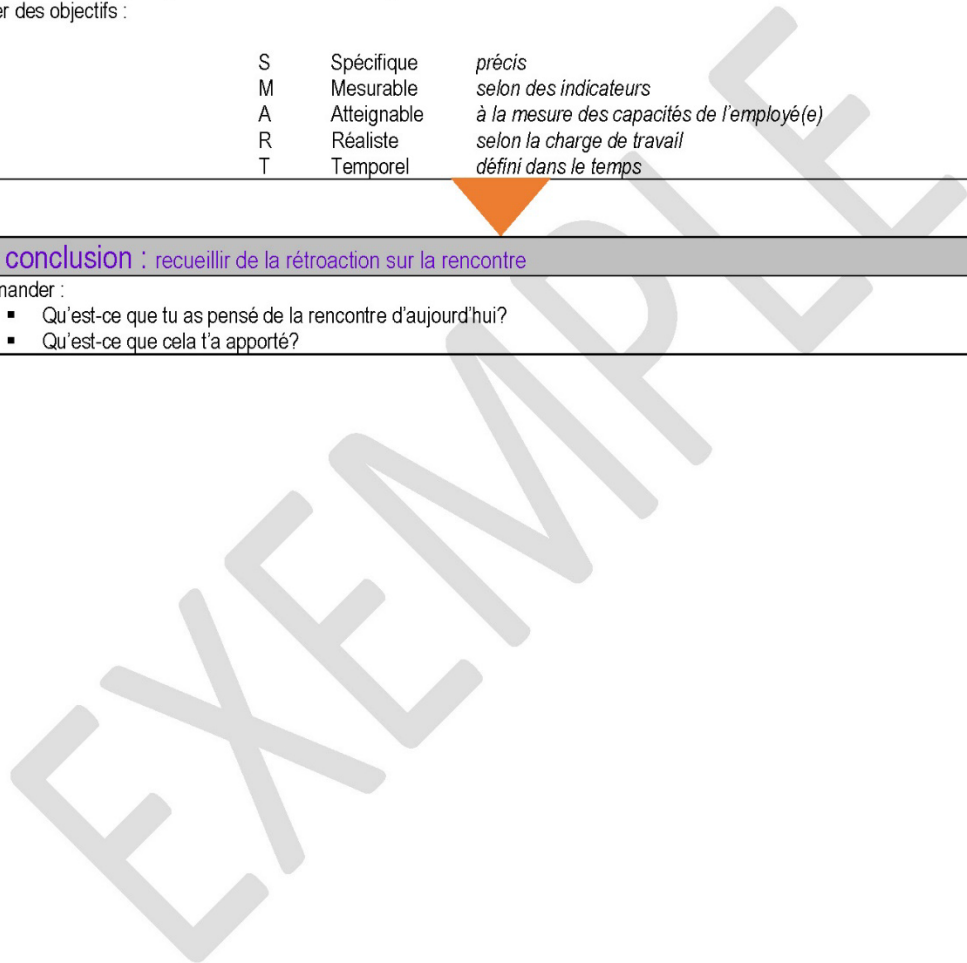 er des objectifs :
S Spécifique précis
M Mesurable selon des indicateurs
A Atteignable à la mesure des capacités de l'employé(e)
R Réaliste selon la charge de travail
T Temporel défini dans le temps
conclusion : recueillir de la rétroaction sur la rencontre
mander :
▪ Qu'est-ce que tu as pensé de la rencontre d'aujourd'hui?
▪ Qu'est-ce que cela t'a apporté?
EXEMPLE